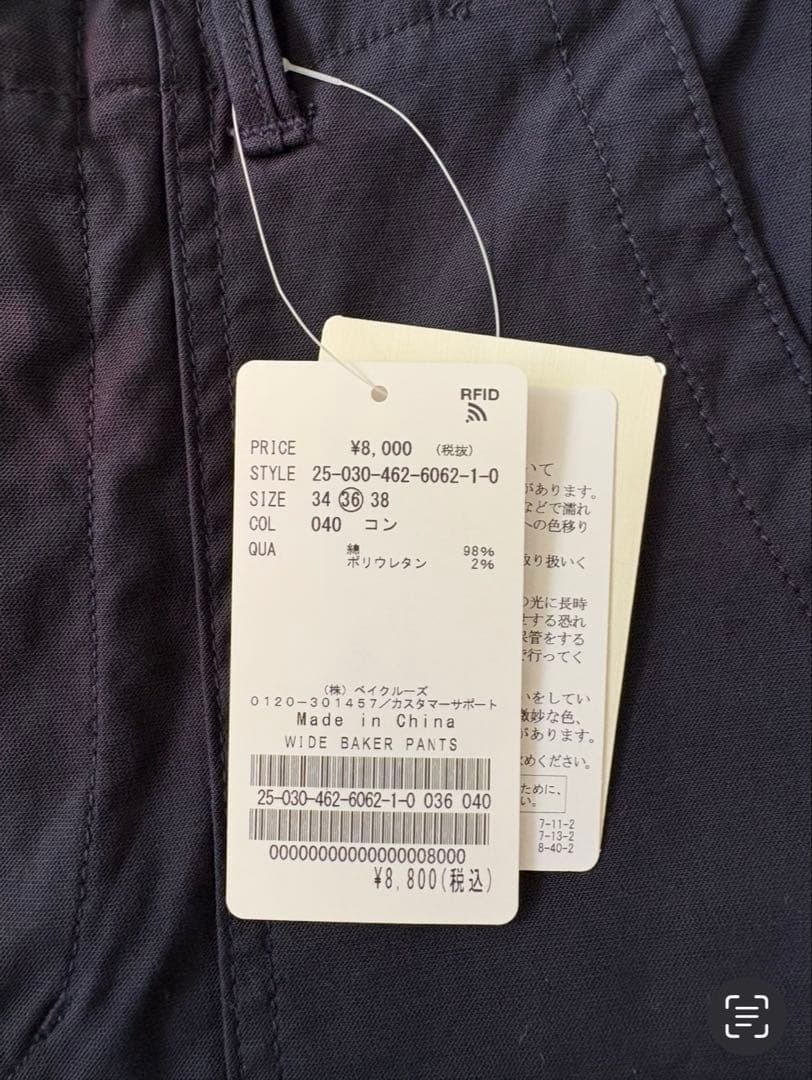 RFID
PRICE ¥8,000 (税抜)
STYLE 25-030-462-6062-1-0
SIZE 34 36 38
COL 040 コン
QUA 綿 98%
ポリウレタン 2%
(株)ベイクルーズ
0120-301457/カスタマーサポート
Made in China
WIDE BAKER PANTS
25-030-462-6062-1-0 036 040
00000000000000008000
¥8,800(税込)
いて
があります。
などで濡れ
への色移り
取り扱いく
の光に長時
せする恐れ
保管をする
で行ってく
いをしてい
微妙な色、
があります。
ください。
ために、
い。
7-11-2
7-13-2
8-40-2